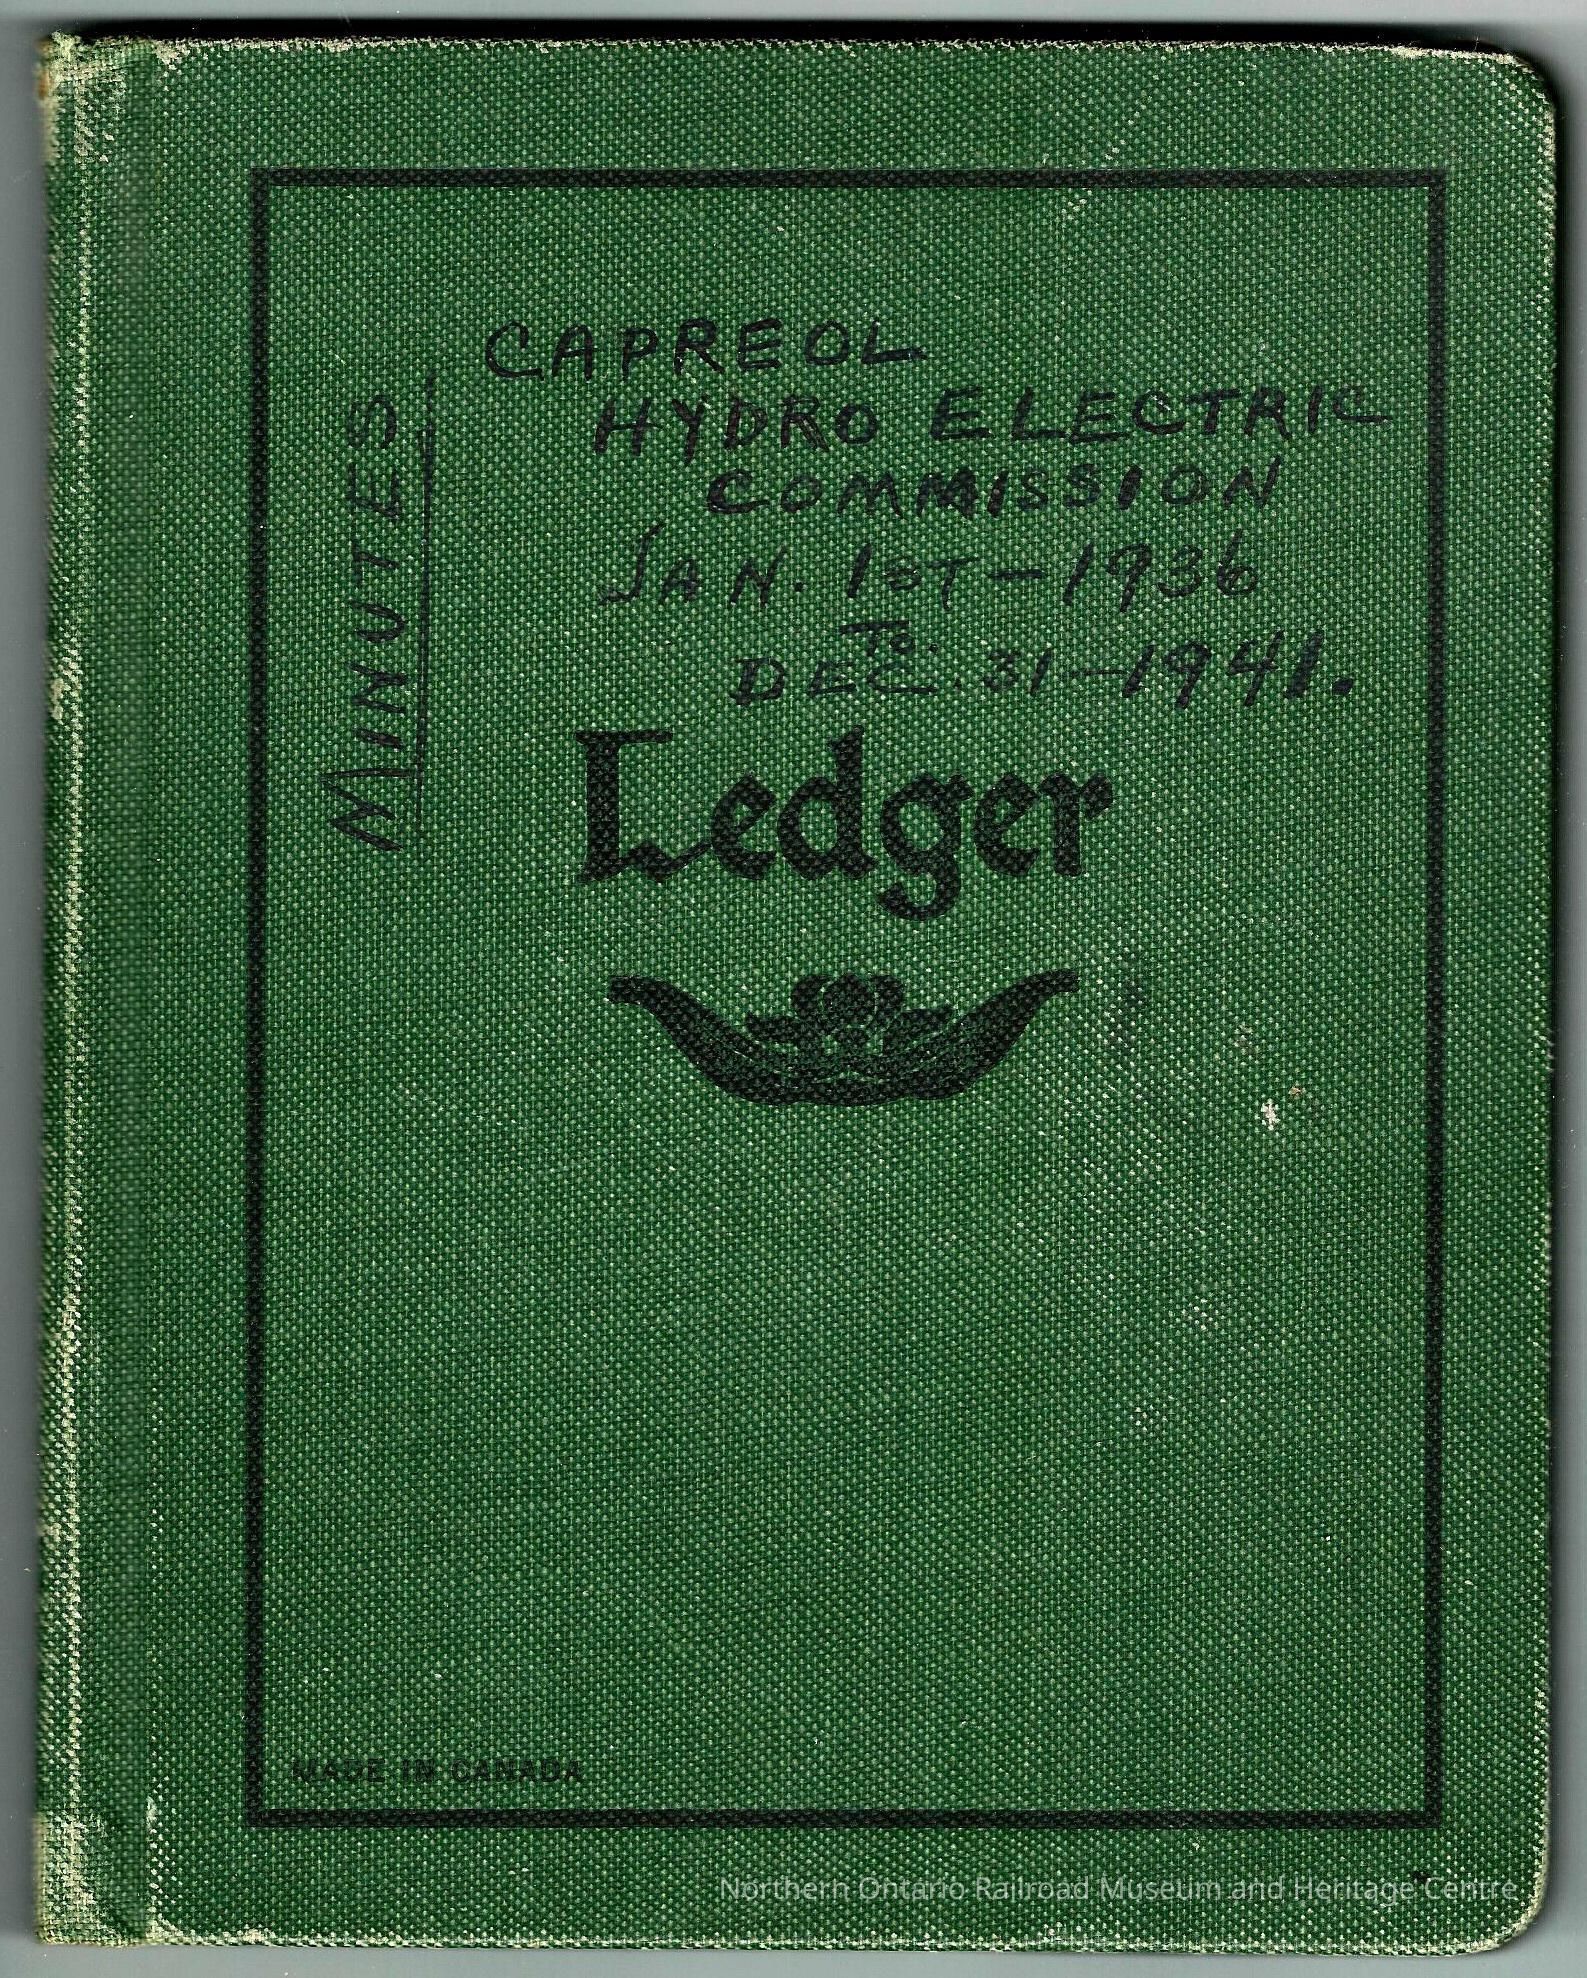 CAPREOL
HYDRO ELECTRIC
COMMISSION
JAN. 1ST-1936
TO.
DEC. 31-1941.
MINUTES
Ledger
MADE IN CANADA
Northern Ontario Railroad Museum and Heritage Centre